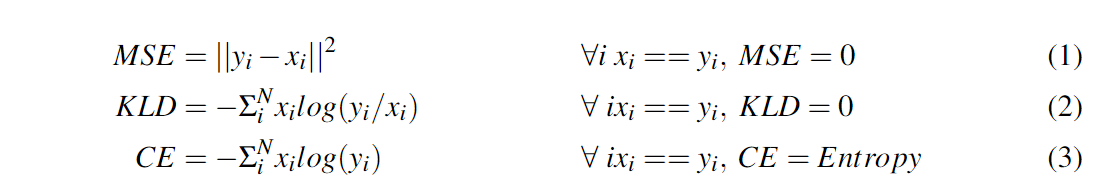 MSE = ||y_i − x_i||^2 ∀i x_i == y_i, MSE = 0 (1)
KLD = −Σ_i^N x_i log(y_i/x_i) ∀ ix_i == y_i, KLD = 0 (2)
CE = −Σ_i^N x_i log(y_i) ∀ ix_i == y_i, CE = Entropy (3)